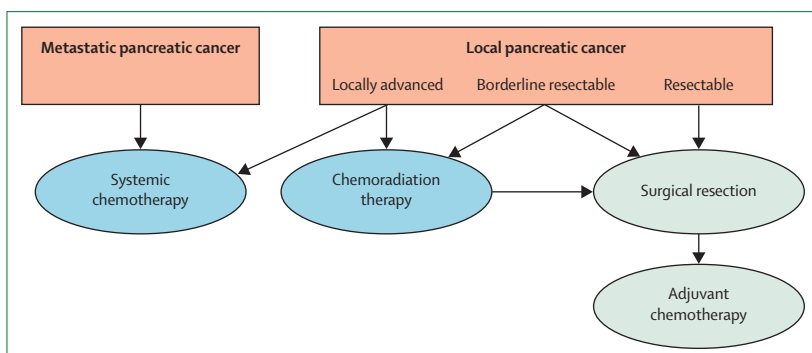 Metastatic pancreatic cancer
Local pancreatic cancer
Locally advanced
Borderline resectable
Resectable
Systemic
chemotherapy
Chemoradiation
therapy
Surgical resection
Adjuvant
chemotherapy